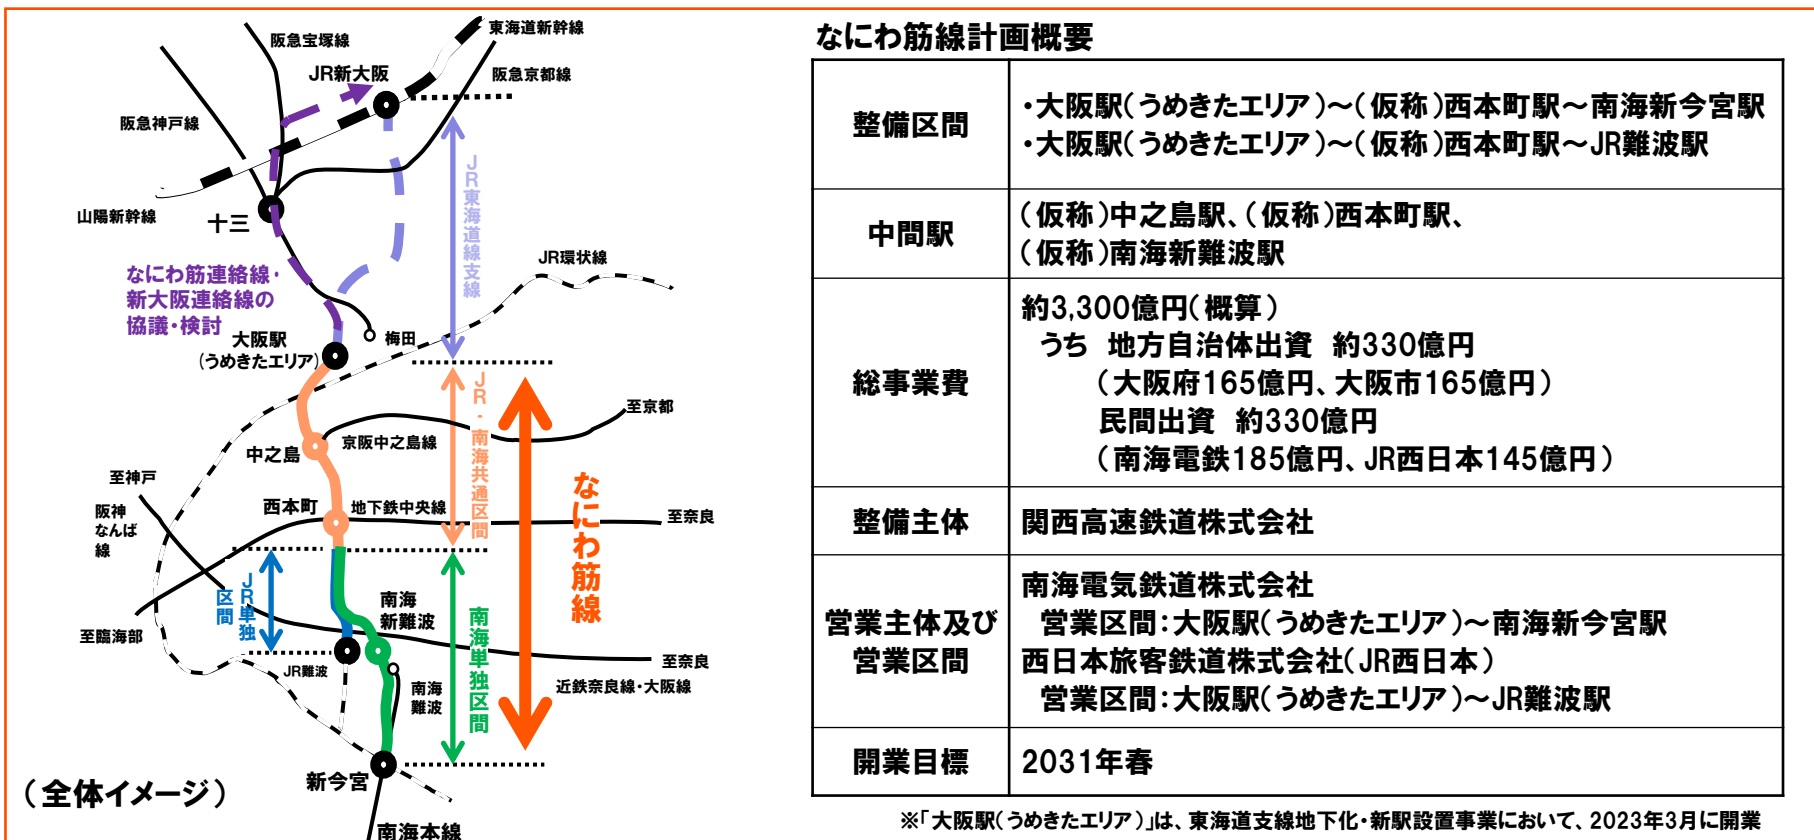 阪急宝塚線
東海道新幹線
JR新大阪
阪急京都線
阪急神戸線
山陽新幹線
十三
JR東海道線支線
JR環状線
なにわ筋連絡線・
新大阪連絡線の
協議・検討
大阪駅
(うめきたエリア)
梅田
至京都
京阪中之島線
中之島
JR・南海共通区間
至神戸
阪神
なんば
線
西本町
地下鉄中央線
至奈良
なにわ筋線
JR単独
区間
南海
新難波
南海単独区間
至臨海部
JR難波
至奈良
近鉄奈良線・大阪線
南海
難波
新今宮
(全体イメージ)
南海本線
なにわ筋線計画概要
整備区間
・大阪駅(うめきたエリア)～(仮称)西本町駅～南海新今宮駅
・大阪駅(うめきたエリア)～(仮称)西本町駅～JR難波駅
中間駅
(仮称)中之島駅、(仮称)西本町駅、
(仮称)南海新難波駅
総事業費
約3,300億円(概算)
うち 地方自治体出資 約330億円
(大阪府165億円、大阪市165億円)
民間出資 約330億円
(南海電鉄185億円、JR西日本145億円)
整備主体
関西高速鉄道株式会社
営業主体及び
営業区間
南海電気鉄道株式会社
営業区間:大阪駅(うめきたエリア)～南海新今宮駅
西日本旅客鉄道株式会社(JR西日本)
営業区間:大阪駅(うめきたエリア)～JR難波駅
開業目標
2031年春
※「大阪駅(うめきたエリア)」は、東海道支線地下化・新駅設置事業において、2023年3月に開業